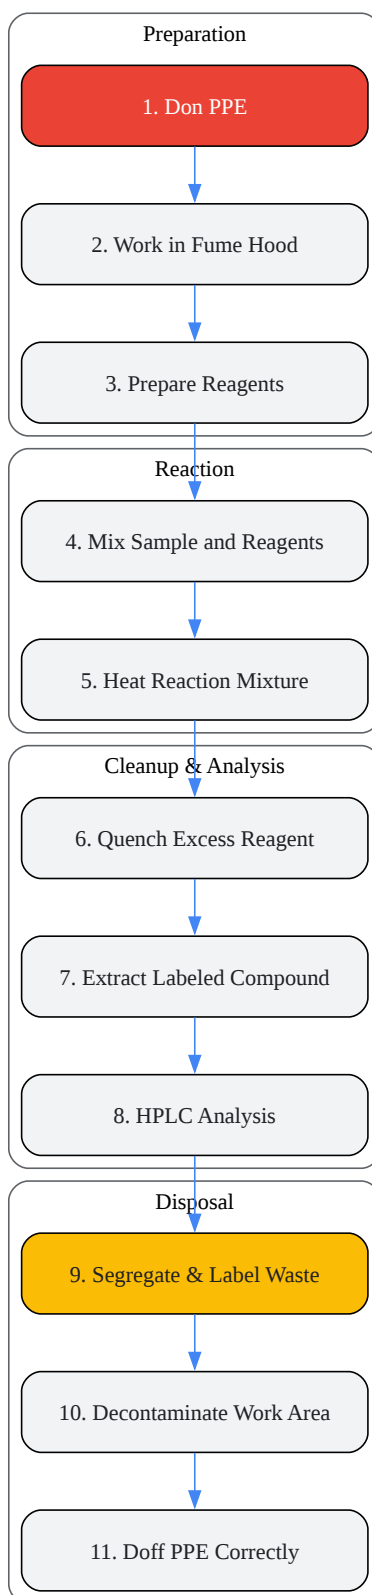 Preparation
1. Don PPE
2. Work in Fume Hood
3. Prepare Reagents
Reaction
4. Mix Sample and Reagents
5. Heat Reaction Mixture
Cleanup & Analysis
6. Quench Excess Reagent
7. Extract Labeled Compound
8. HPLC Analysis
Disposal
9. Segregate & Label Waste
10. Decontaminate Work Area
11. Doff PPE Correctly